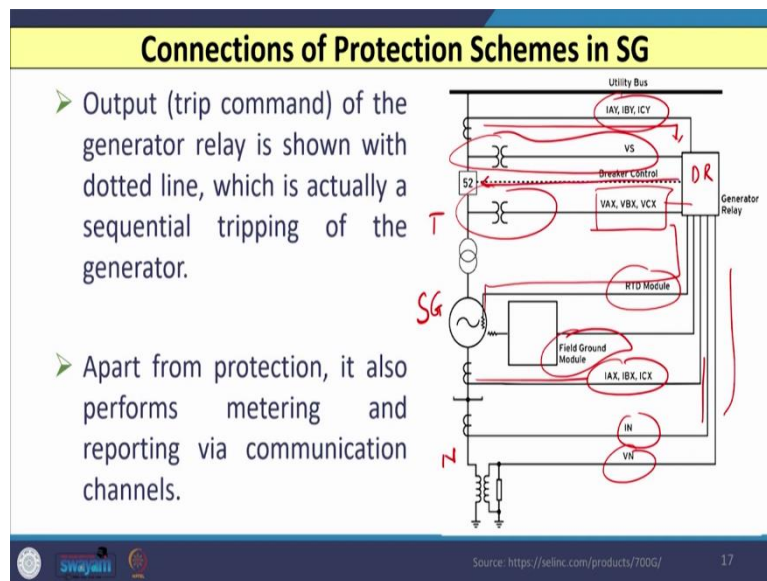 Connections of Protection Schemes in SG
Output (trip command) of the
generator relay is shown with
dotted line, which is actually a
sequential tripping of the
generator.
Apart from protection, it also
performs metering and
reporting via communication
channels.
Utility Bus
IAY, IBY, ICY
VS
52
Breaker Control
DR
Generator
Relay
T
VAX, VBX, VCX
RTD Module
SG
Field Ground
Module
IAX, IBX, ICX
IN
N
VN
swayam
Source: https://selinc.com/products/700G/
17